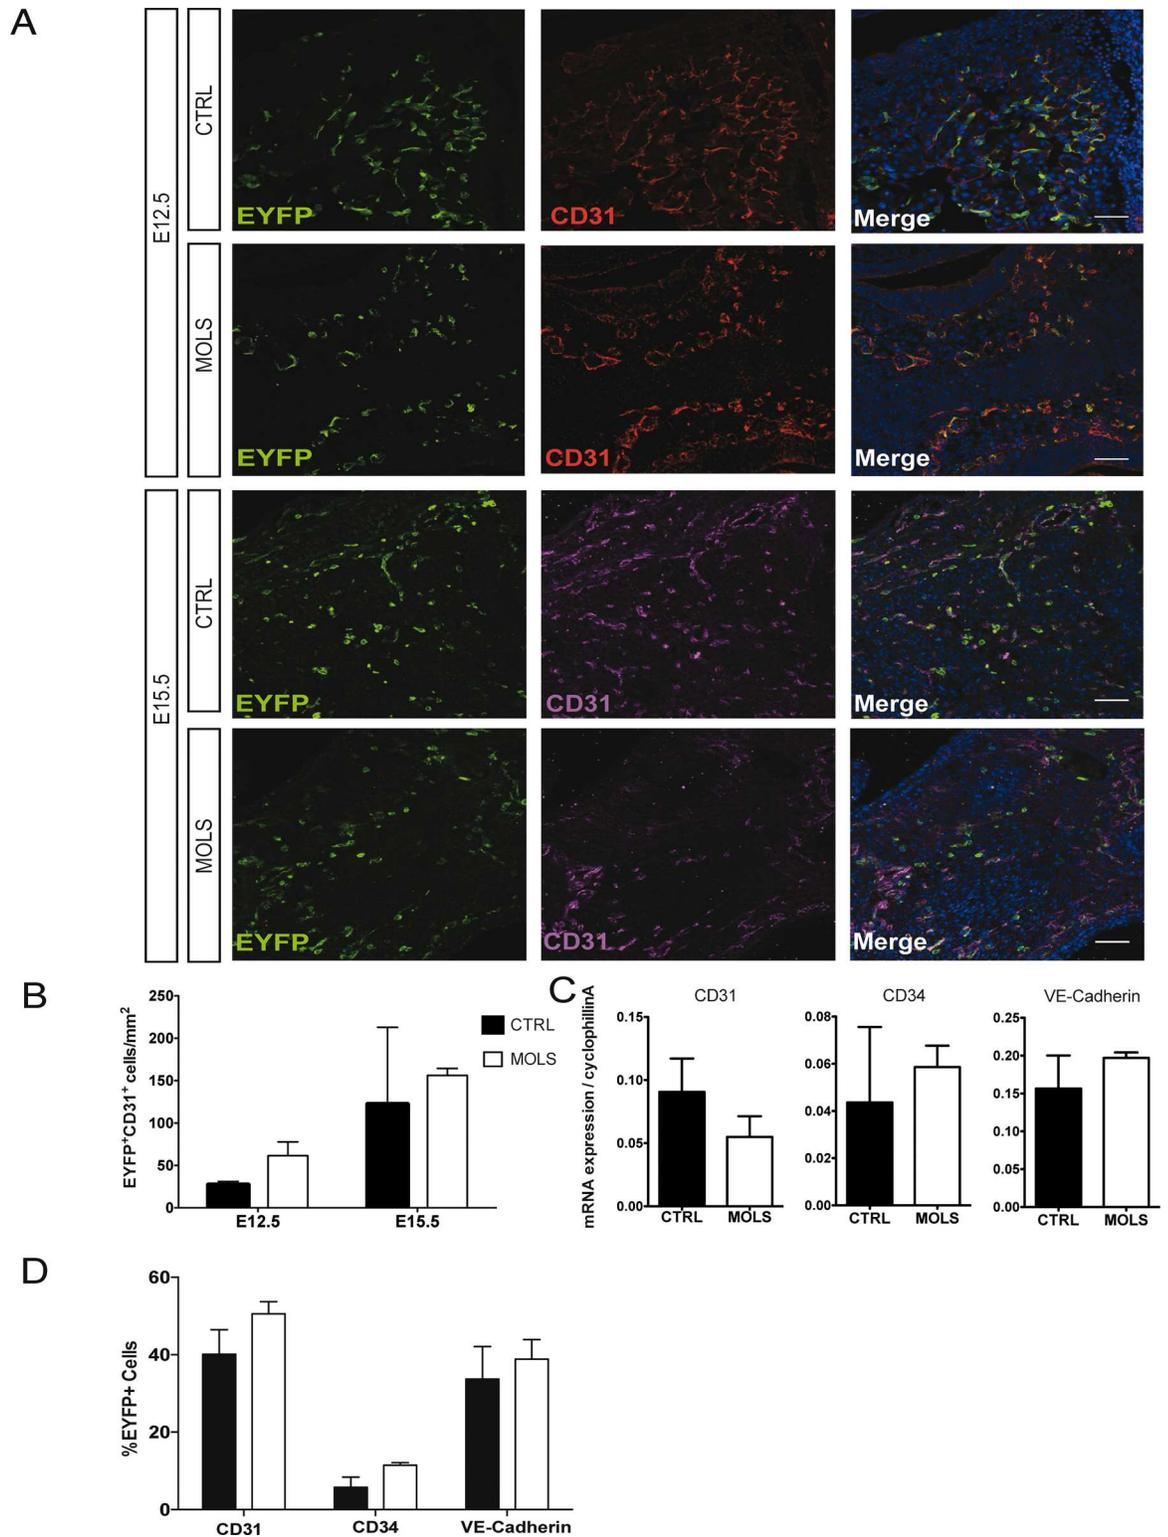 A
E12.5
CTRL
EYFP
CD31
Merge
MOLS
EYFP
CD31
Merge
E15.5
CTRL
EYFP
CD31
Merge
MOLS
EYFP
CD31
Merge
B
EYFP⁺CD31⁺ cells/mm²
250
200
150
100
50
0
E12.5
E15.5
CTRL
MOLS
C
mRNA expression / cyclophillinA
CD31
0.15
0.10
0.05
0.00
CTRL
MOLS
CD34
0.08
0.06
0.04
0.02
0.00
CTRL
MOLS
VE-Cadherin
0.25
0.20
0.15
0.10
0.05
0.00
CTRL
MOLS
D
%EYFP+ Cells
60
40
20
0
CD31
CD34
VE-Cadherin